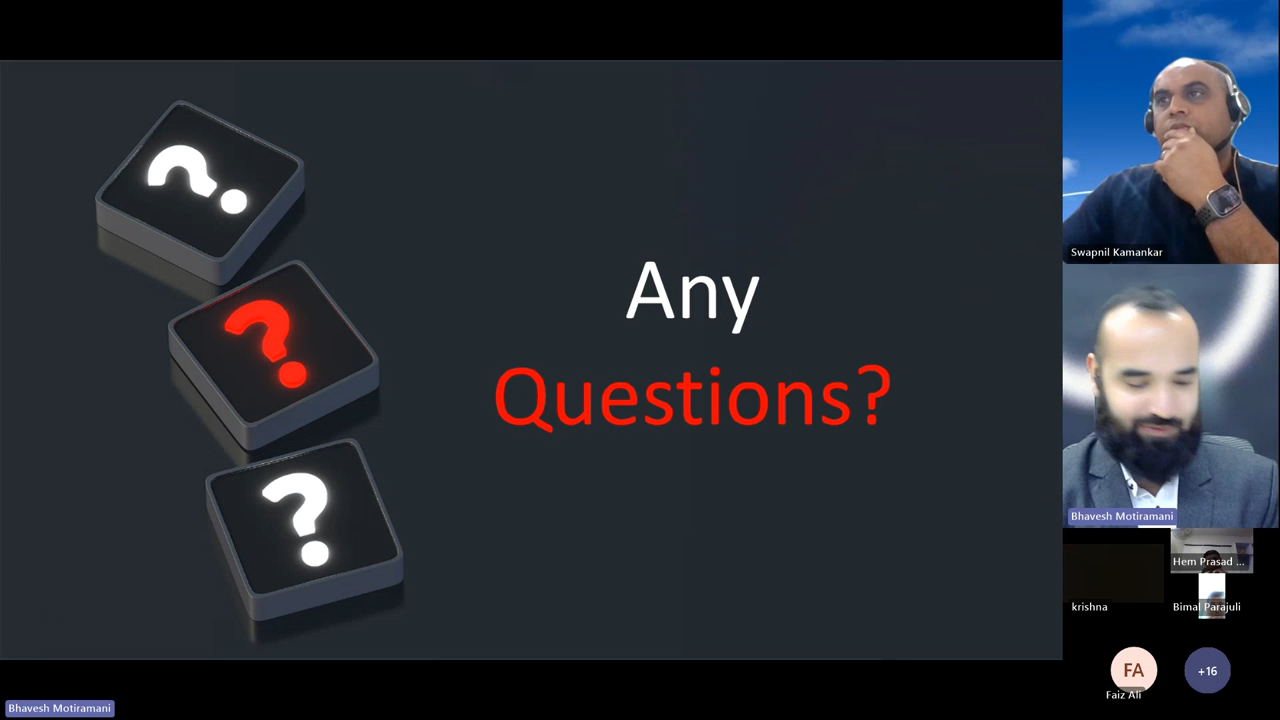 Any
Questions?
Swapnil Kamankar
Bhavesh Motiramani
Hem Prasad ...
krishna
Bimal Parajuli
FA
+16
Faiz Ali
Bhavesh Motiramani